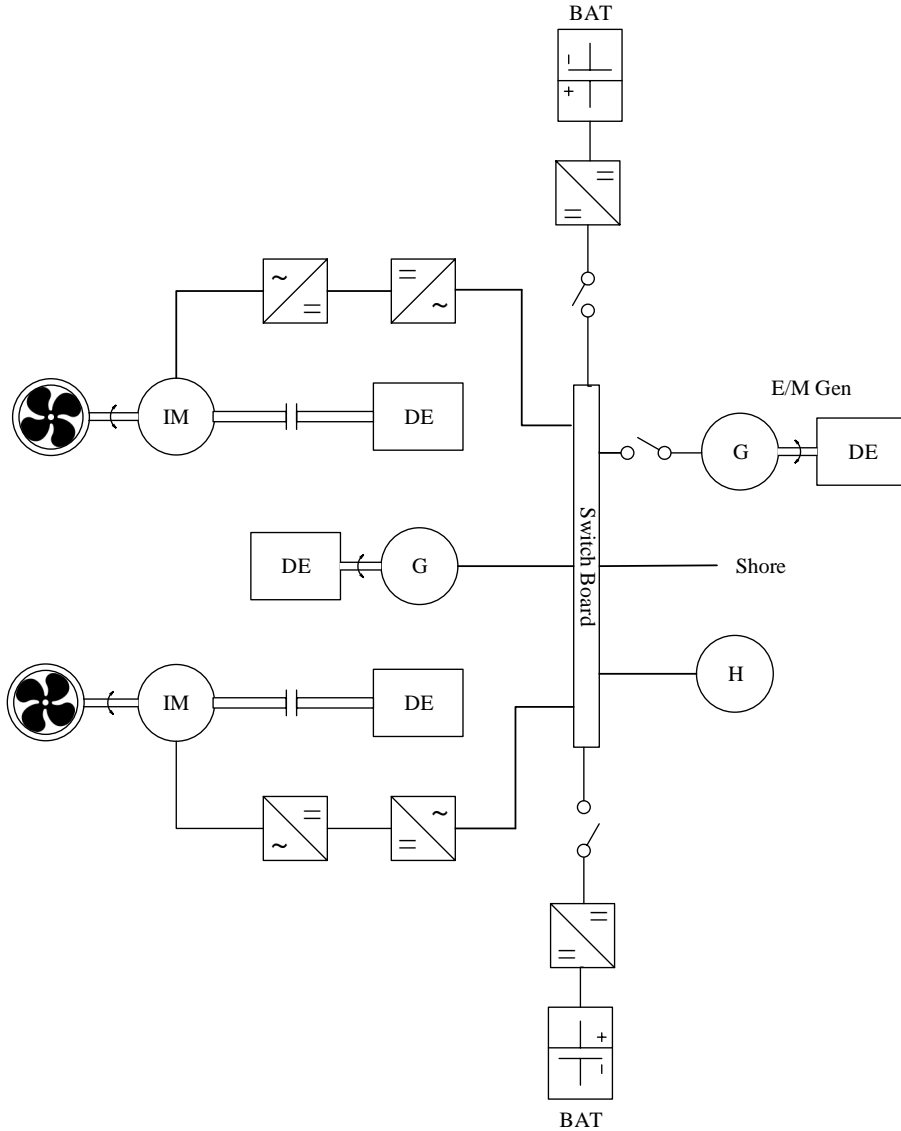 BAT
E/M Gen
IM
DE
G
DE
Switch Board
DE
G
Shore
IM
DE
H
BAT